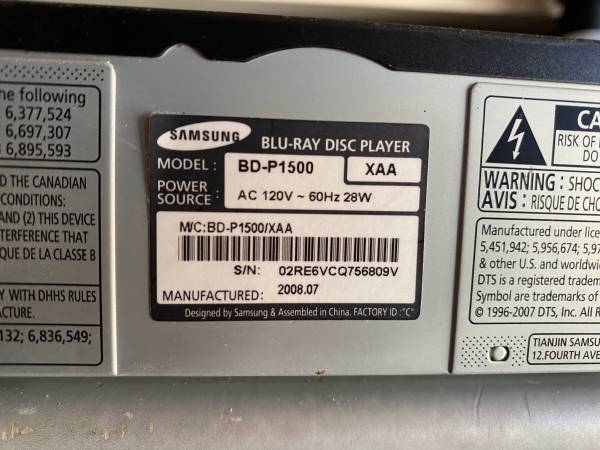 he following
6,377,524
6,697,307
6,895,593
D THE CANADIAN
CONDITIONS:
AND (2) THIS DEVICE
TERFERENCE THAT
QUE DE LA CLASSE B
Y WITH DHHS RULES
ACTURE.
132; 6,836,549;
SAMSUNG
BLU-RAY DISC PLAYER
MODEL : BD-P1500 XAA
POWER
SOURCE : AC 120V ~ 60Hz 28W
M/C:BD-P1500/XAA
S/N: 02RE6VCQ756809V
MANUFACTURED: 2008.07
Designed by Samsung & Assembled in China. FACTORY ID :"C"
CA
RISK OF
DO
WARNING : SHOC
AVIS : RISQUE DE CHO
Manufactured under lice
5,451,942; 5,956,674; 5,97
& other U.S. and worldwi
DTS is a registered tradem
Symbol are trademarks of
© 1996-2007 DTS, Inc. All R
TIANJIN SAMSU
12.FOURTH AVE